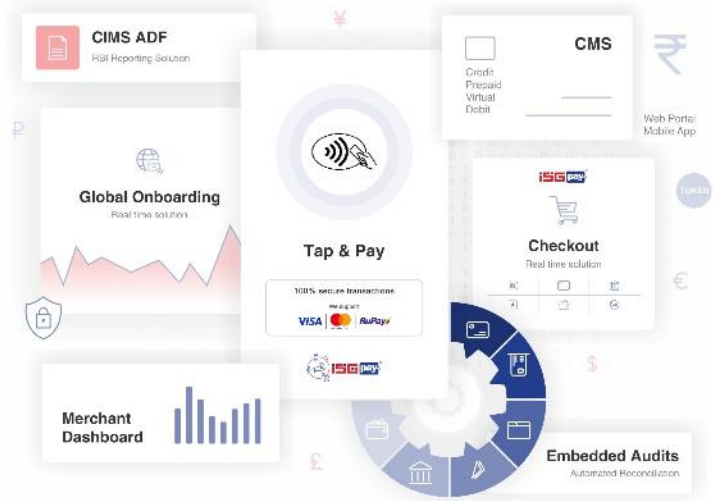 CIMS ADF
RBI Reporting Solution
CMS
Credit
Prepaid
Virtual
Debit
Web Portal
Mobile App
Global Onboarding
Real time solution
Tap & Pay
100% secure transactions
We support
VISA
RuPay
iSGpay
iSGpay
Checkout
Real time solution
TOKEN
Merchant
Dashboard
Embedded Audits
Automated Reconciliation